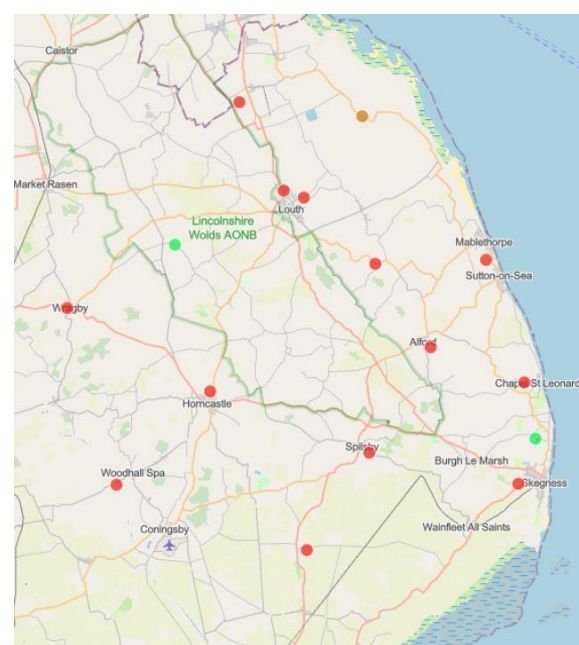 Caistor
Market Rasen
Louth
Lincolnshire
Wolds AONB
Mablethorpe
Sutton-on-Sea
Wragby
Alford
Chapel St Leonard
Horncastle
Spilsby
Burgh Le Marsh
Woodhall Spa
Skegness
Coningsby
Wainfleet All Saints